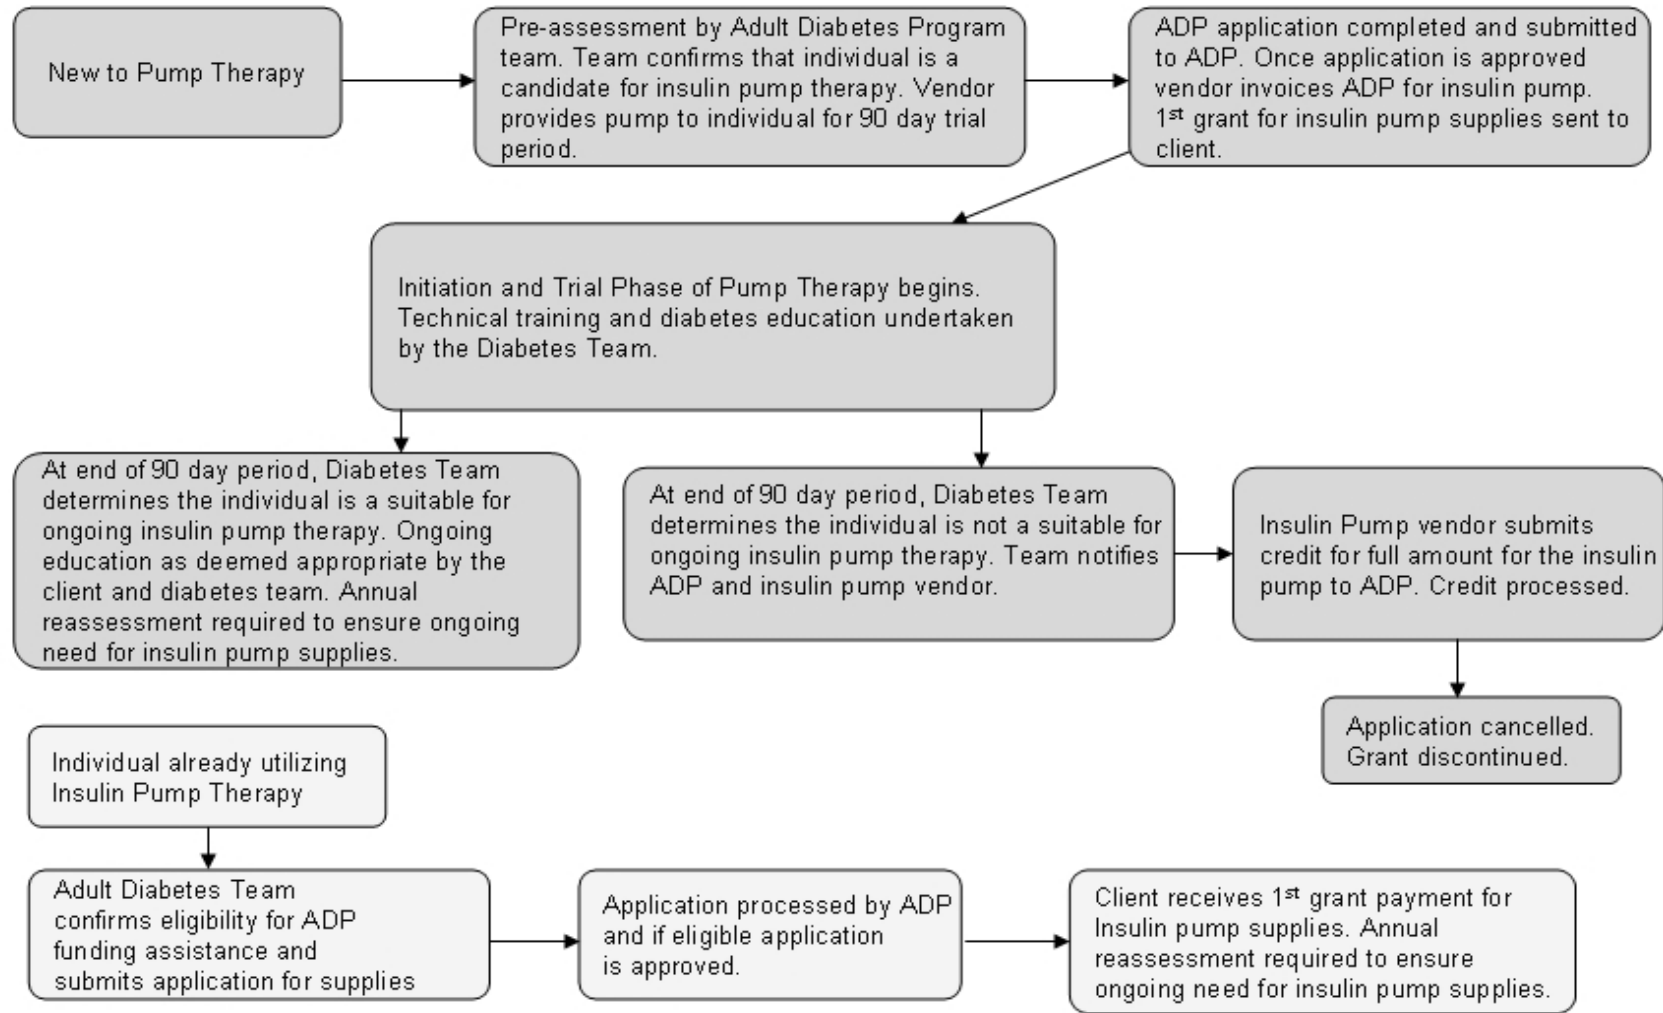 New to Pump Therapy
Pre-assessment by Adult Diabetes Program
team. Team confirms that individual is a
candidate for insulin pump therapy. Vendor
provides pump to individual for 90 day trial
period.
ADP application completed and submitted
to ADP. Once application is approved
vendor invoices ADP for insulin pump.
1st grant for insulin pump supplies sent to
client.
Initiation and Trial Phase of Pump Therapy begins.
Technical training and diabetes education undertaken
by the Diabetes Team.
At end of 90 day period, Diabetes Team
determines the individual is a suitable for
ongoing insulin pump therapy. Ongoing
education as deemed appropriate by the
client and diabetes team. Annual
reassessment required to ensure ongoing
need for insulin pump supplies.
At end of 90 day period, Diabetes Team
determines the individual is not a suitable for
ongoing insulin pump therapy. Team notifies
ADP and insulin pump vendor.
Insulin Pump vendor submits
credit for full amount for the insulin
pump to ADP. Credit processed.
Application cancelled.
Grant discontinued.
Individual already utilizing
Insulin Pump Therapy
Adult Diabetes Team
confirms eligibility for ADP
funding assistance and
submits application for supplies
Application processed by ADP
and if eligible application
is approved.
Client receives 1st grant payment for
Insulin pump supplies. Annual
reassessment required to ensure
ongoing need for insulin pump supplies.